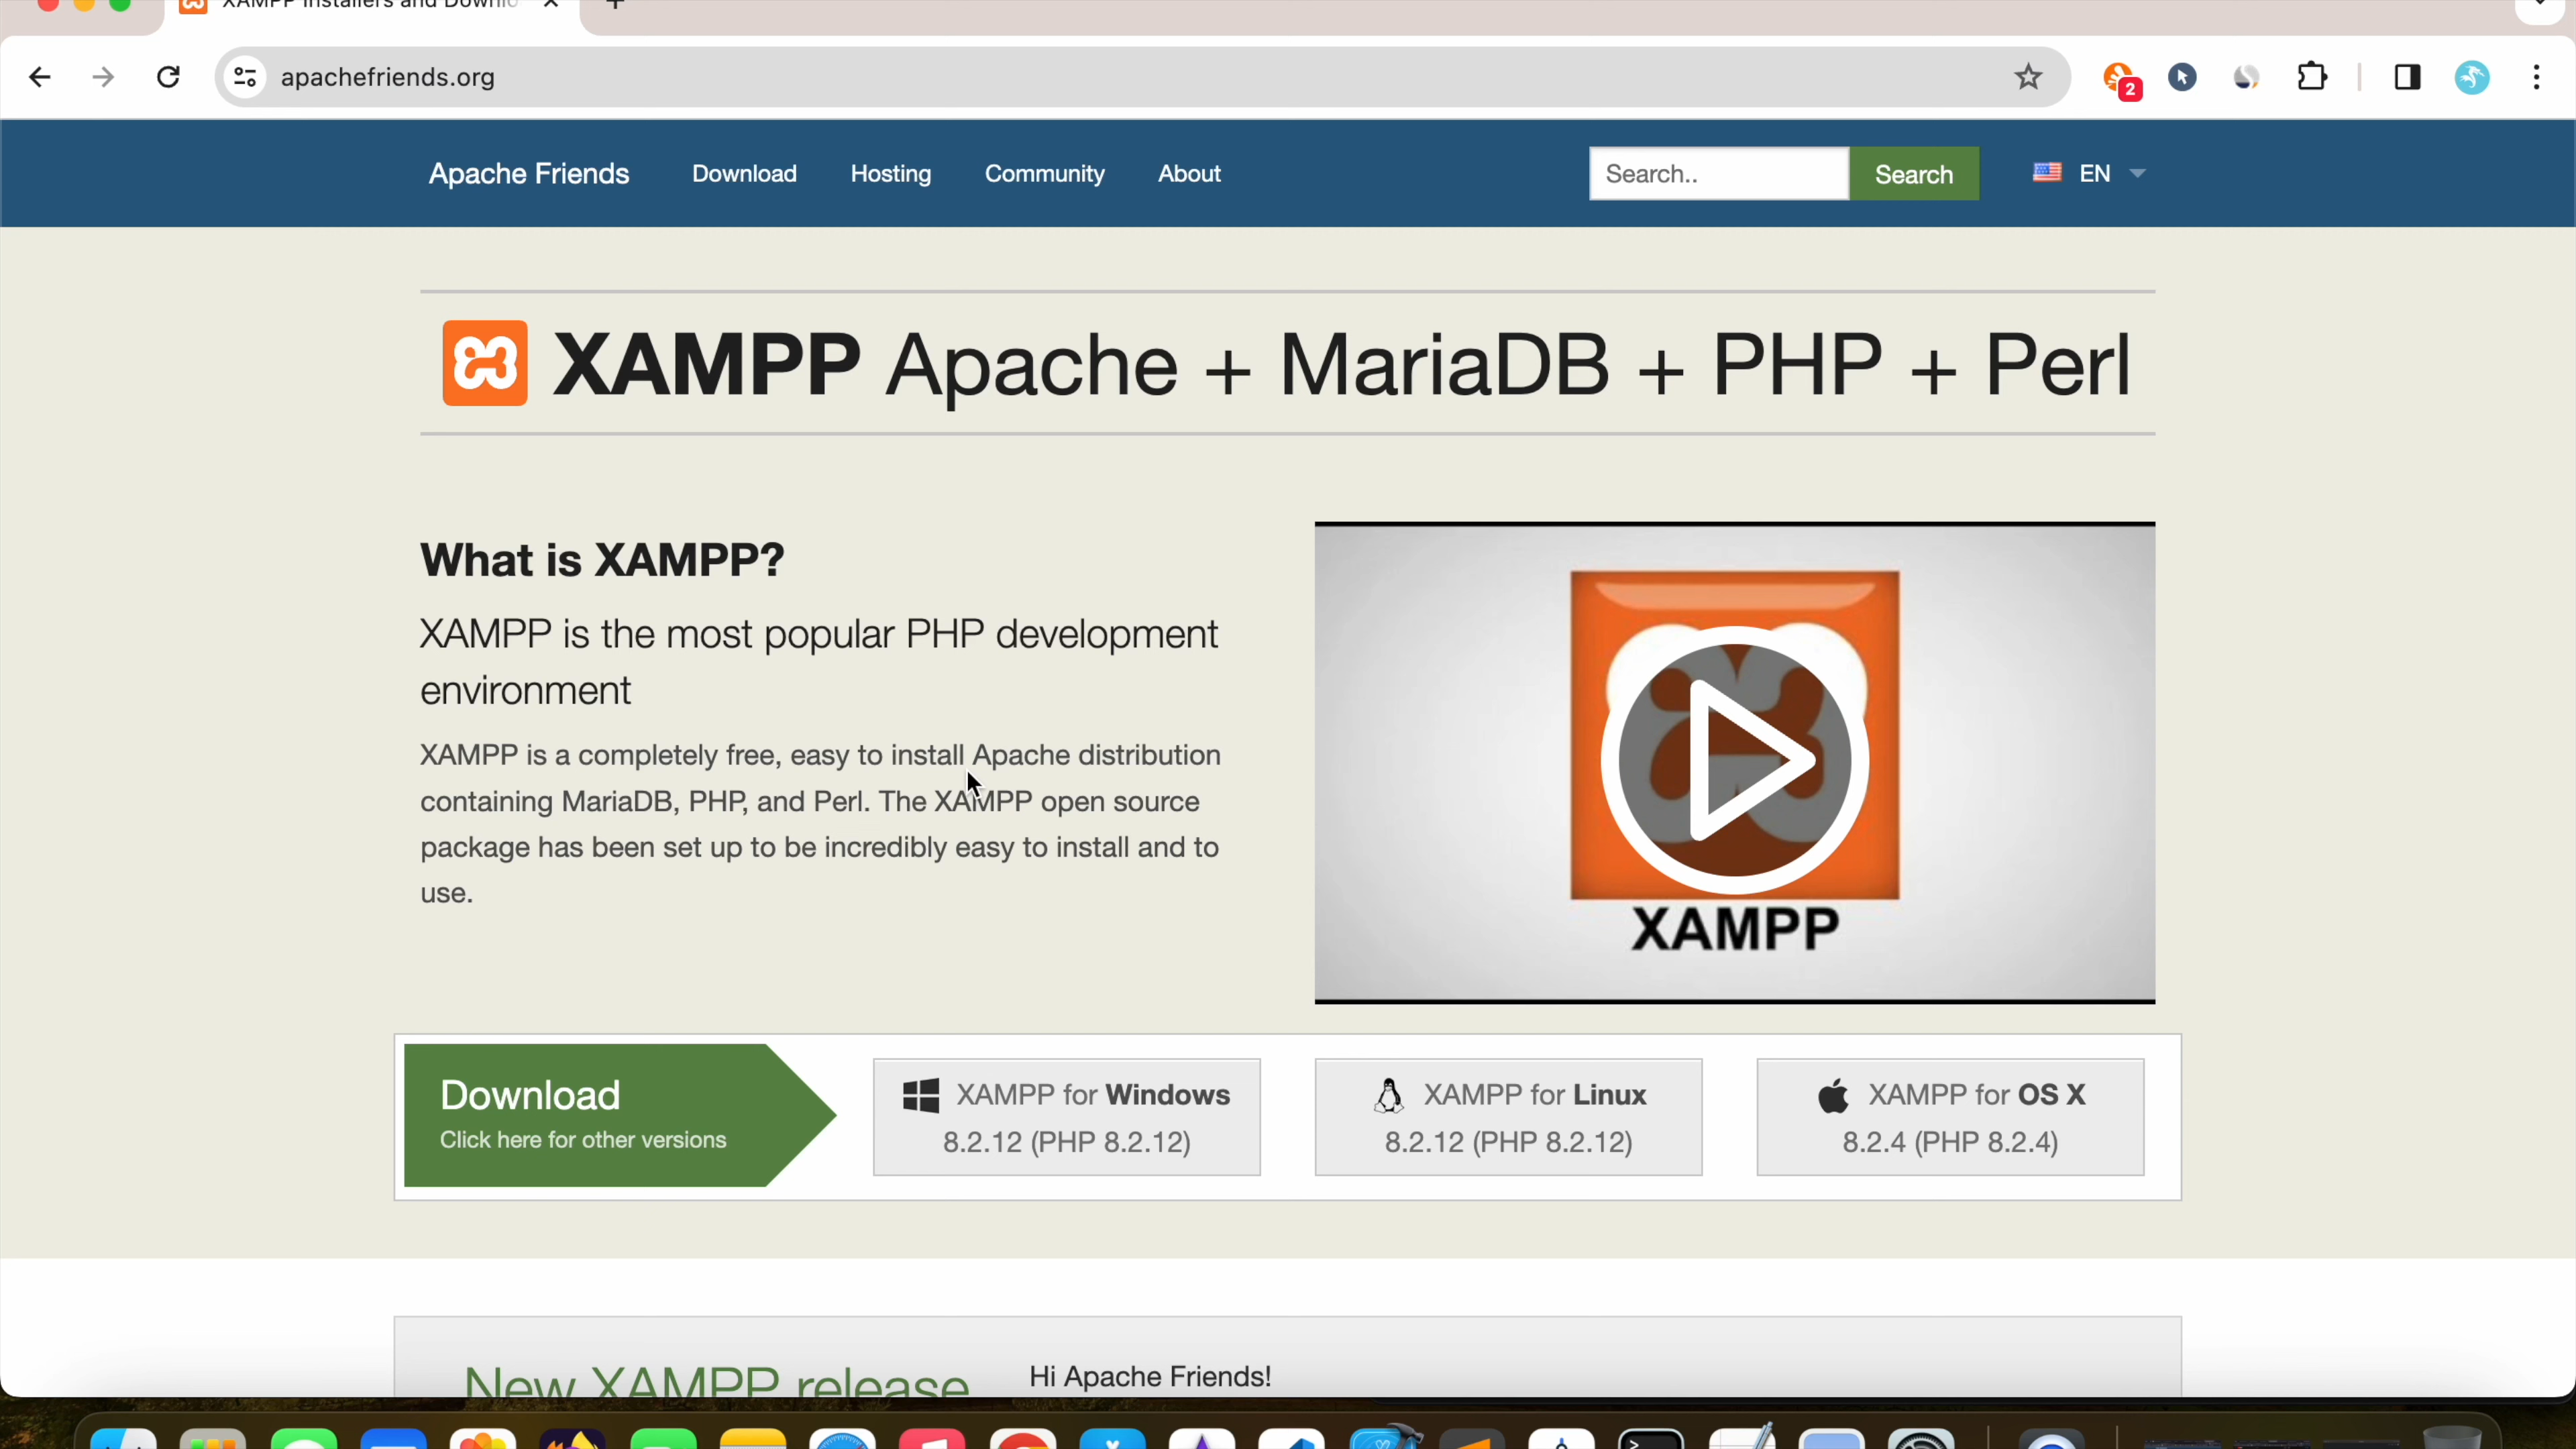 XAMPP Installers and Downlo
apachefriends.org
2
Apache Friends Download Hosting Community About Search.. Search EN
XAMPP Apache + MariaDB + PHP + Perl
What is XAMPP?
XAMPP is the most popular PHP development
environment
XAMPP is a completely free, easy to install Apache distribution
containing MariaDB, PHP, and Perl. The XAMPP open source
package has been set up to be incredibly easy to install and to
use.
XAMPP
Download
Click here for other versions
XAMPP for Windows
8.2.12 (PHP 8.2.12)
XAMPP for Linux
8.2.12 (PHP 8.2.12)
XAMPP for OS X
8.2.4 (PHP 8.2.4)
New XAMPP release
Hi Apache Friends!